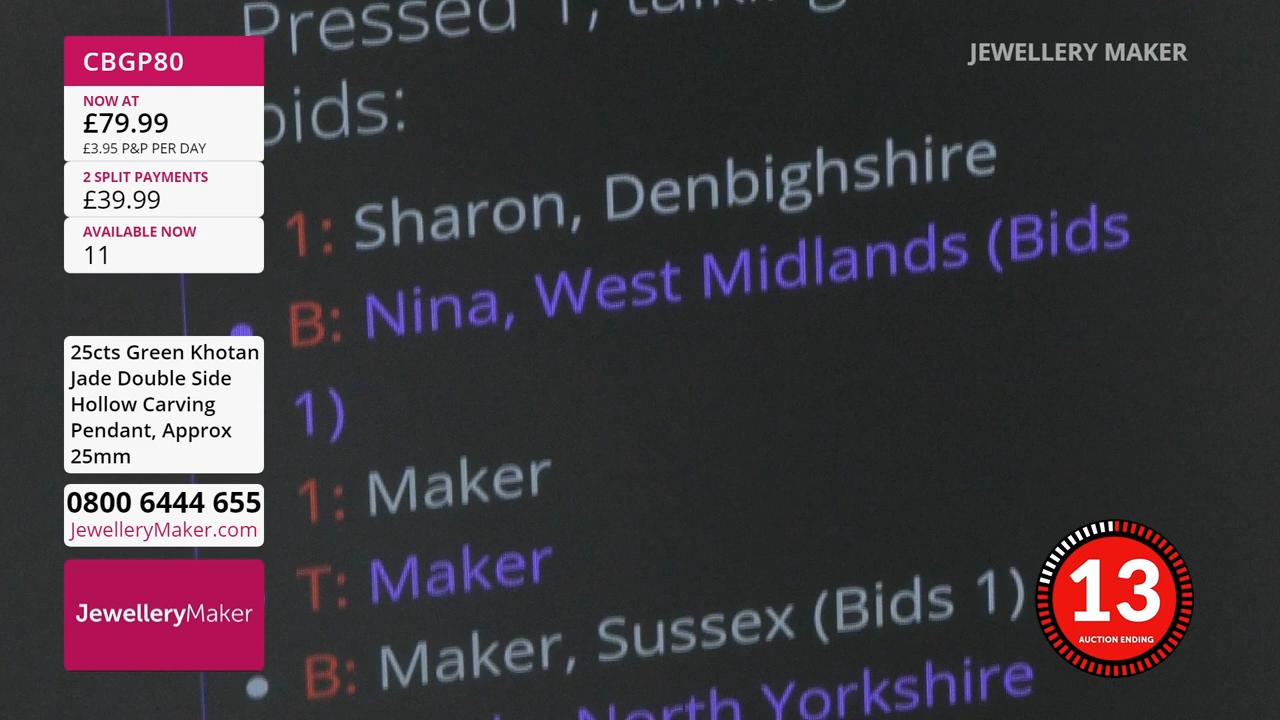 CBGP80
NOW AT
£79.99
£3.95 P&P PER DAY
2 SPLIT PAYMENTS
£39.99
AVAILABLE NOW
11
25cts Green Khotan
Jade Double Side
Hollow Carving
Pendant, Approx
25mm
0800 6444 655
JewelleryMaker.com
JewelleryMaker
JEWELLERY MAKER
Pressed 1,
bids:
1: Sharon, Denbighshire
B: Nina, West Midlands (Bids
1)
1: Maker
T: Maker
B: Maker, Sussex (Bids 1)
North Yorkshire
13
AUCTION ENDING